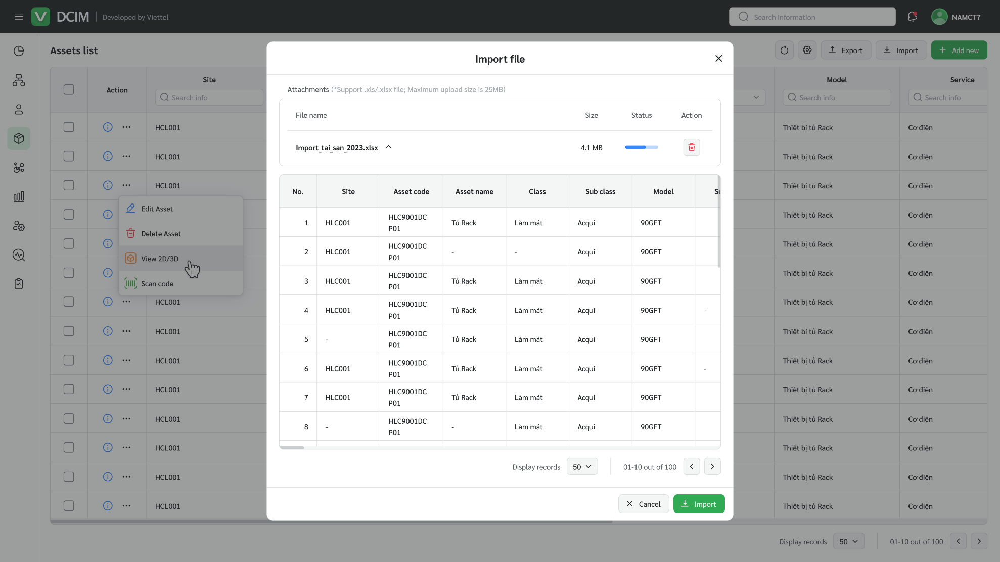 DCIM
Developed by Viettel
Search information
NAMCT7
Assets list
Export
Import
Add new
Action
Site
Search info
Model
Search info
Service
Search info
HCL001
Thiết bị tủ Rack
Cơ điện
HCL001
Thiết bị tủ Rack
Cơ điện
HCL001
Thiết bị tủ Rack
Cơ điện
Thiết bị tủ Rack
Cơ điện
Thiết bị tủ Rack
Cơ điện
Thiết bị tủ Rack
Cơ điện
HCL001
Thiết bị tủ Rack
Cơ điện
HCL001
Thiết bị tủ Rack
Cơ điện
HCL001
Thiết bị tủ Rack
Cơ điện
HCL001
Thiết bị tủ Rack
Cơ điện
HCL001
Thiết bị tủ Rack
Cơ điện
HCL001
Thiết bị tủ Rack
Cơ điện
HCL001
Thiết bị tủ Rack
Cơ điện
HCL001
Thiết bị tủ Rack
Cơ điện
Display records
50
01-10 out of 100
Edit Asset
Delete Asset
View 2D/3D
Scan code
Import file
Attachments (*Support .xls/.xlsx file; Maximum upload size is 25MB)
File name
Size
Status
Action
Import_tai_san_2023.xlsx
4.1 MB
No.
Site
Asset code
Asset name
Class
Sub class
Model
Se
1
HLC001
HLC9001DC
P01
Tủ Rack
Làm mát
Acqui
90GFT
2
HLC001
HLC9001DC
P01
-
-
Acqui
90GFT
3
HLC001
HLC9001DC
P01
Tủ Rack
Làm mát
Acqui
90GFT
4
HLC001
HLC9001DC
P01
Tủ Rack
Làm mát
Acqui
90GFT
-
5
-
HLC9001DC
P01
Tủ Rack
Làm mát
Acqui
90GFT
6
HLC001
HLC9001DC
P01
Tủ Rack
Làm mát
Acqui
90GFT
-
7
HLC001
HLC9001DC
P01
Tủ Rack
Làm mát
Acqui
90GFT
8
-
HLC9001DC
P01
-
Làm mát
Acqui
90GFT
Display records
50
01-10 out of 100
Cancel
Import